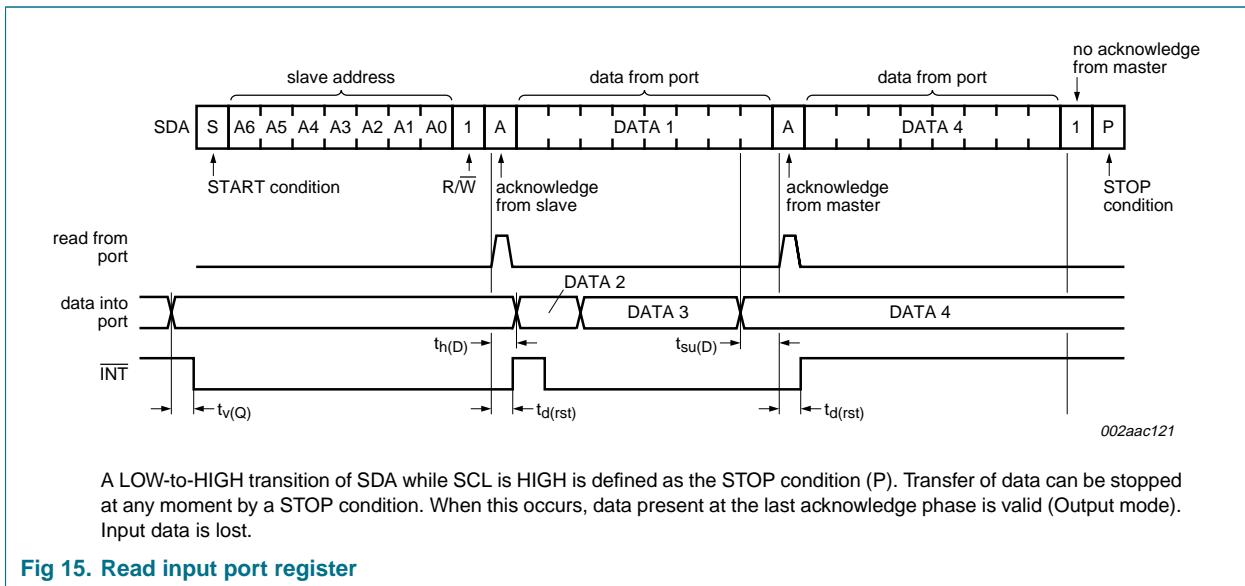 no acknowledge
from master
slave address
data from port
data from port
SDA
S A6 A5 A4 A3 A2 A1 A0 1 A DATA 1 A DATA 4 1 P
START condition
R/W̅
acknowledge
from slave
acknowledge
from master
STOP
condition
read from
port
DATA 2
data into
port
DATA 3
DATA 4
th(D)
tsu(D)
I̅N̅T̅
tv(Q)
td(rst)
td(rst)
002aac121
A LOW-to-HIGH transition of SDA while SCL is HIGH is defined as the STOP condition (P). Transfer of data can be stopped
at any moment by a STOP condition. When this occurs, data present at the last acknowledge phase is valid (Output mode).
Input data is lost.
Fig 15. Read input port register